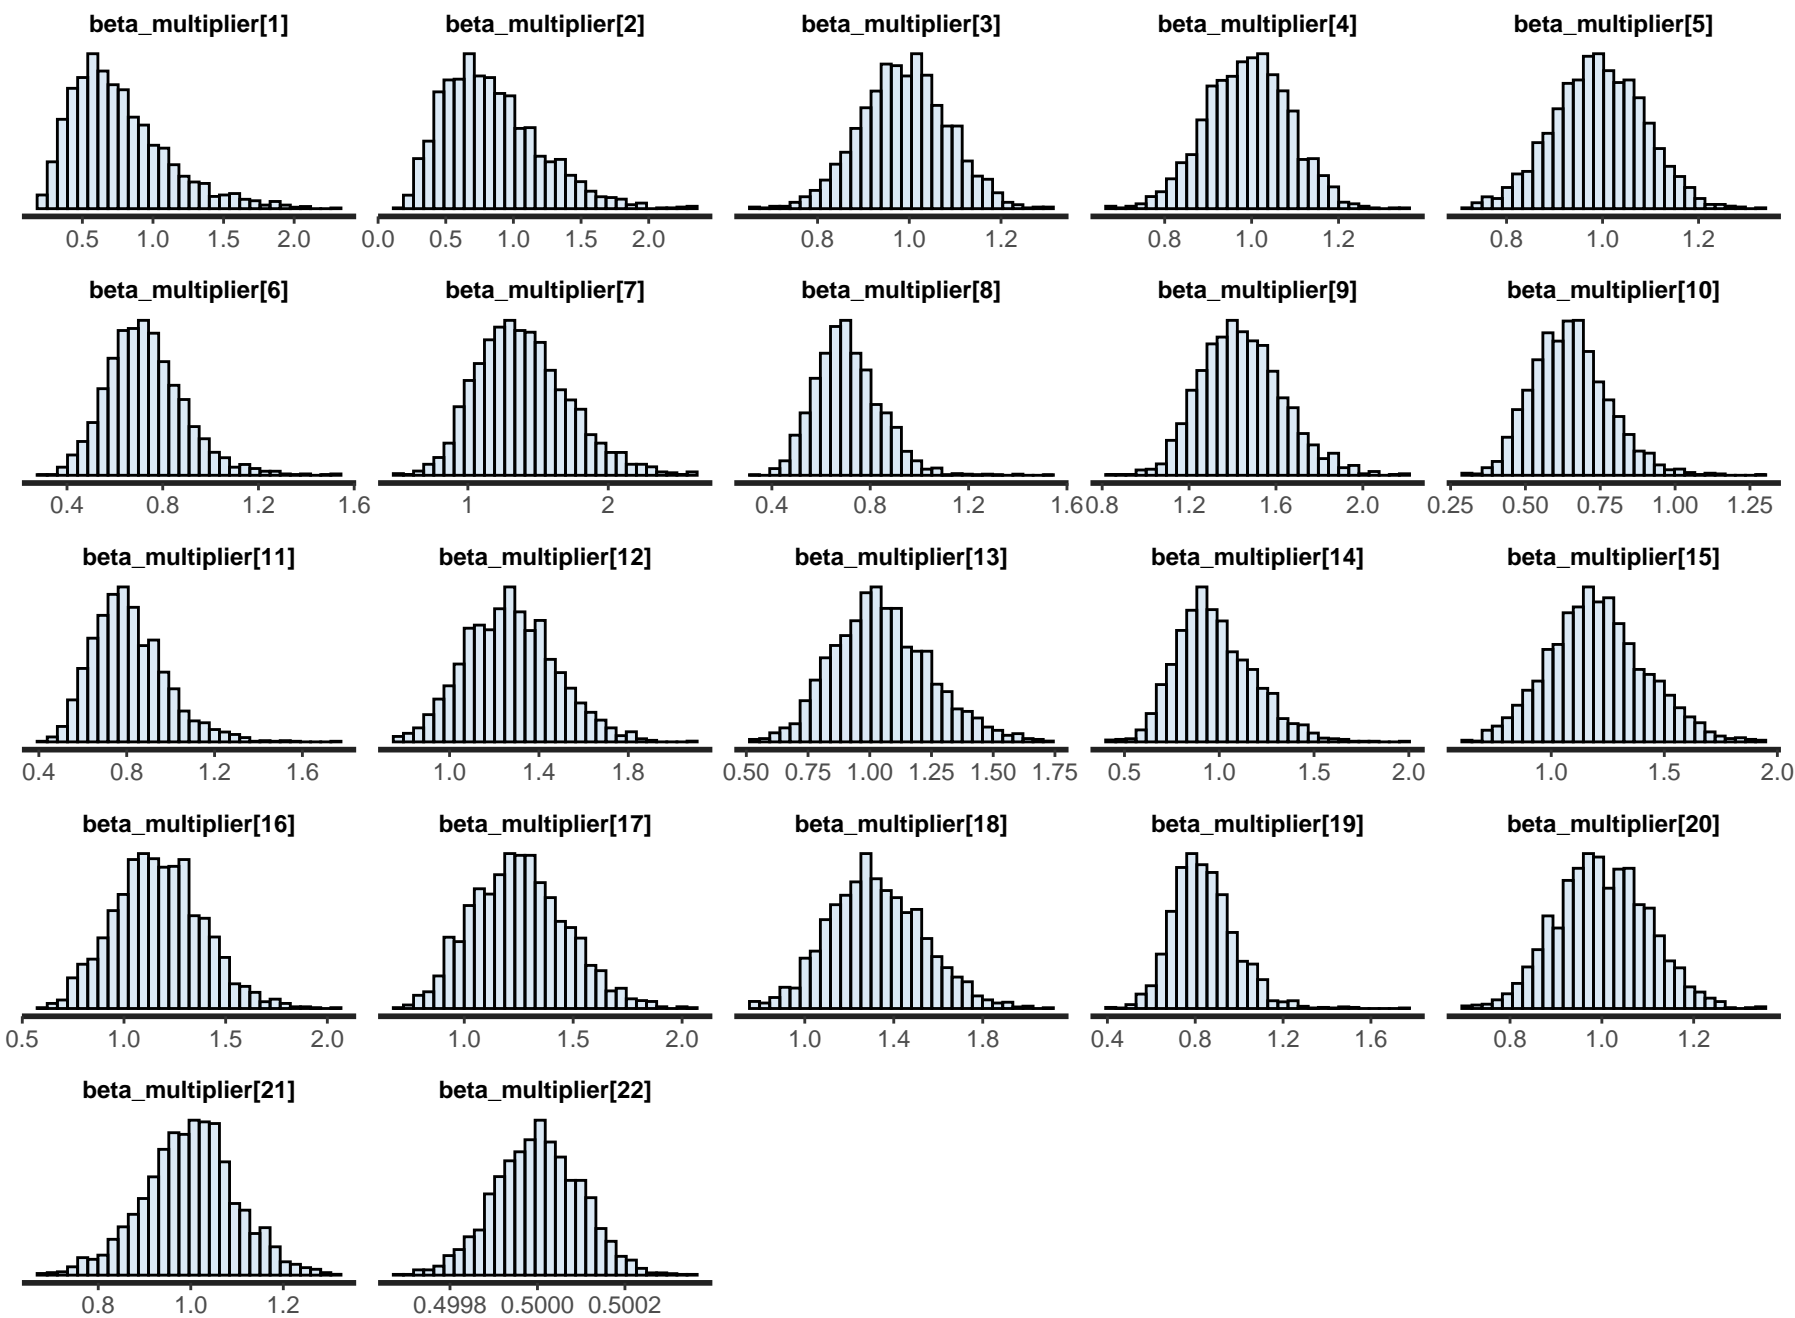 beta_multiplier[1] beta_multiplier[2] beta_multiplier[3] beta_multiplier[4] beta_multiplier[5]
0.5 1.0 1.5 2.0 0.0 0.5 1.0 1.5 2.0 0.8 1.0 1.2 0.8 1.0 1.2 0.8 1.0 1.2
beta_multiplier[6] beta_multiplier[7] beta_multiplier[8] beta_multiplier[9] beta_multiplier[10]
0.4 0.8 1.2 1.6 1 2 0.4 0.8 1.2 1.6 0.8 1.2 1.6 2.0 0.25 0.50 0.75 1.00 1.25
beta_multiplier[11] beta_multiplier[12] beta_multiplier[13] beta_multiplier[14] beta_multiplier[15]
0.4 0.8 1.2 1.6 1.0 1.4 1.8 0.50 0.75 1.00 1.25 1.50 1.75 0.5 1.0 1.5 2.0 1.0 1.5 2.0
beta_multiplier[16] beta_multiplier[17] beta_multiplier[18] beta_multiplier[19] beta_multiplier[20]
0.5 1.0 1.5 2.0 1.0 1.5 2.0 1.0 1.4 1.8 0.4 0.8 1.2 1.6 0.8 1.0 1.2
beta_multiplier[21] beta_multiplier[22]
0.8 1.0 1.2 0.4998 0.5000 0.5002